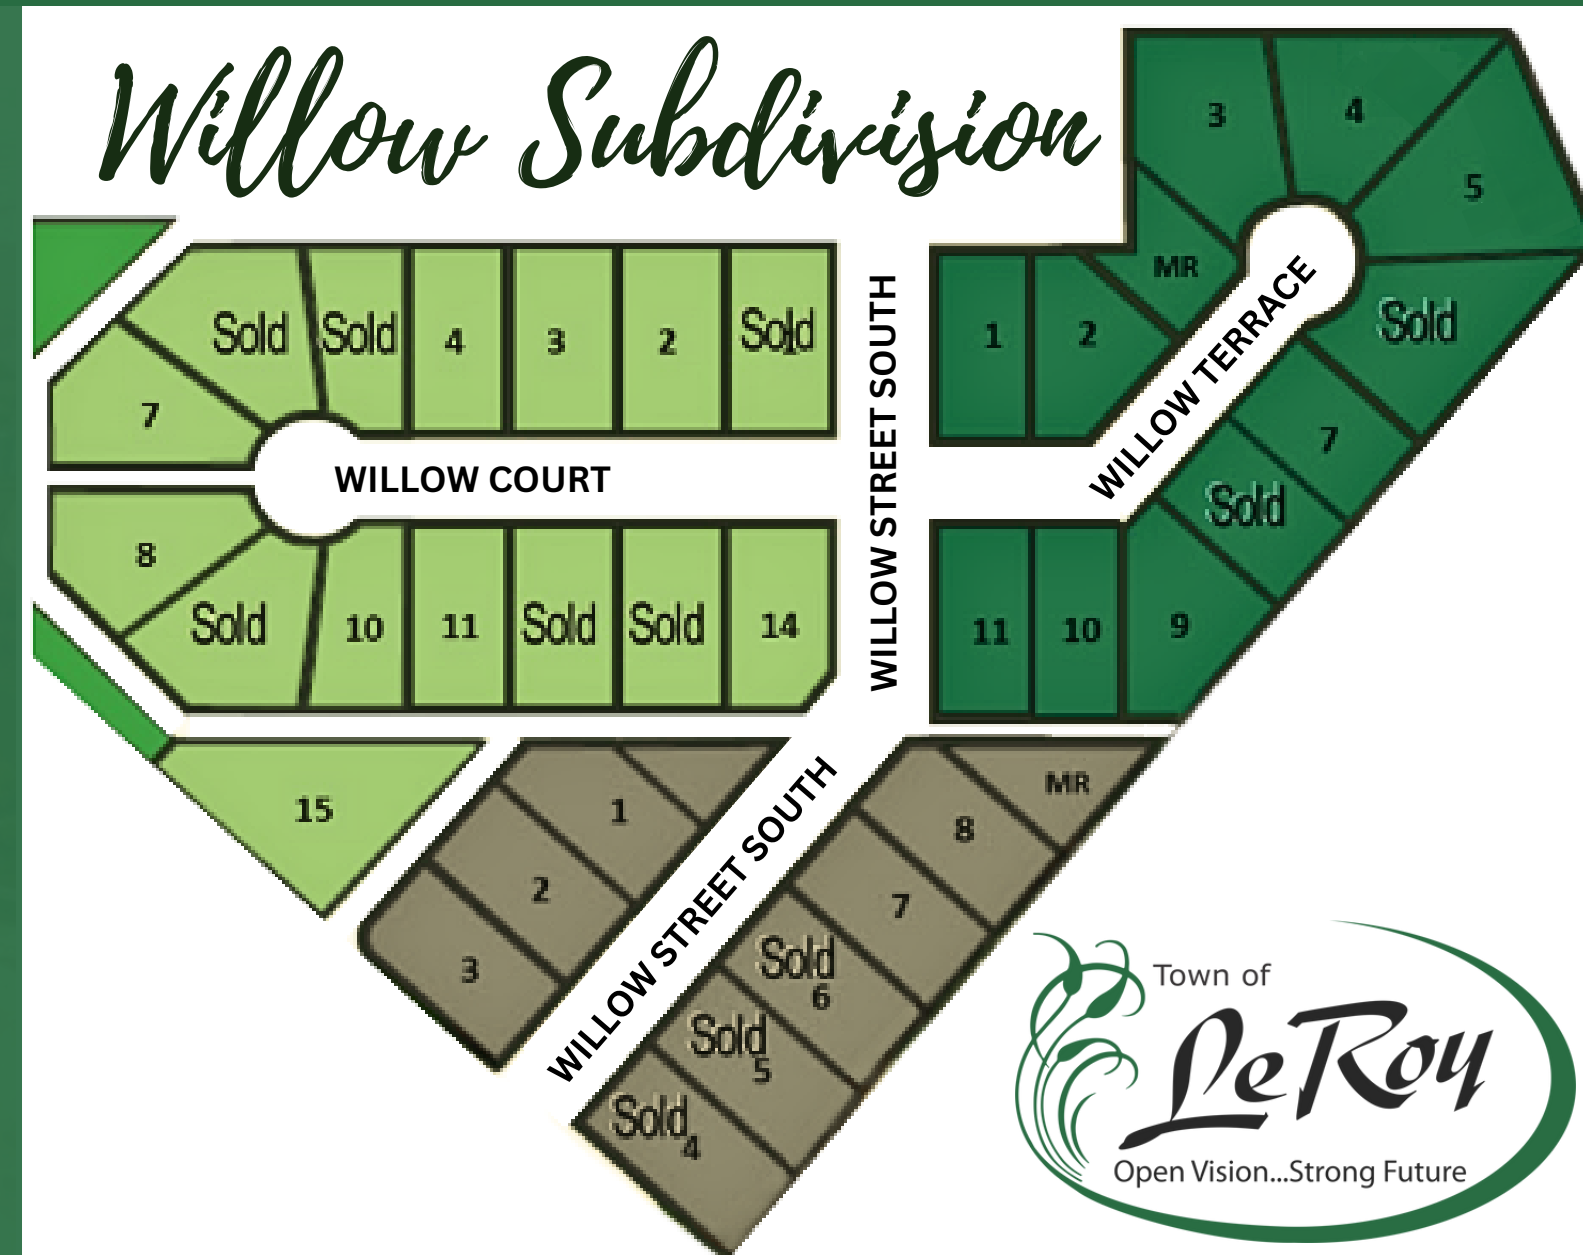 Willow Subdivision
3
4
5
MR
Sold
Sold
4
3
2
Sold
1
1
2
Sold
7
WILLOW COURT
WILLOW STREET SOUTH
WILLOW TERRACE
7
Sold
8
Sold
10
11
Sold
Sold
14
11
10
9
15
1
2
3
WILLOW STREET SOUTH
MR
8
7
Sold
6
Sold
5
Sold
4
Town of
LeRoy
Open Vision...Strong Future